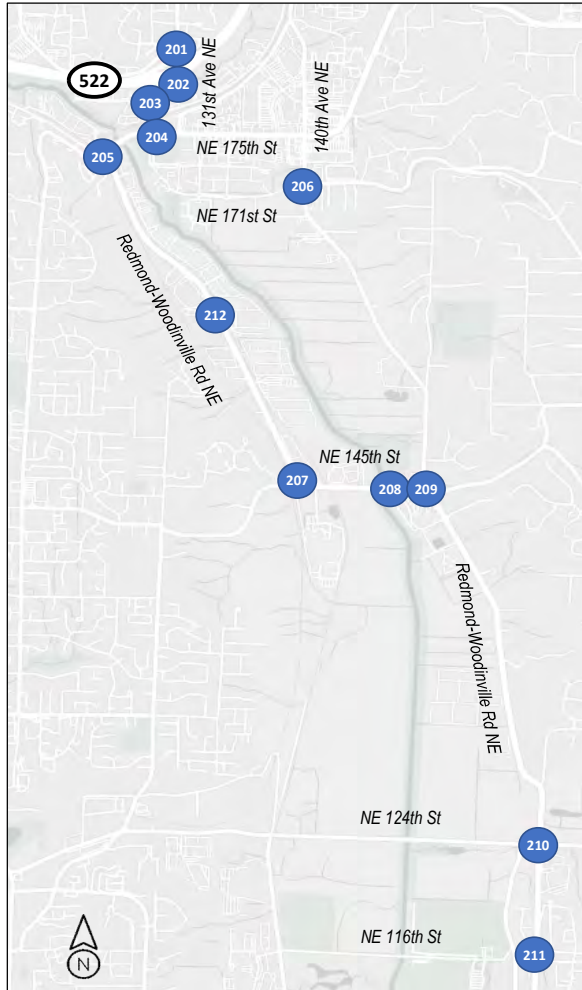 201
131st Ave NE
522
202
203
140th Ave NE
204
NE 175th St
205
206
NE 171st St
Redmond-Woodinville Rd NE
212
NE 145th St
207
208
209
Redmond-Woodinville Rd NE
NE 124th St
210
NE 116th St
211
N